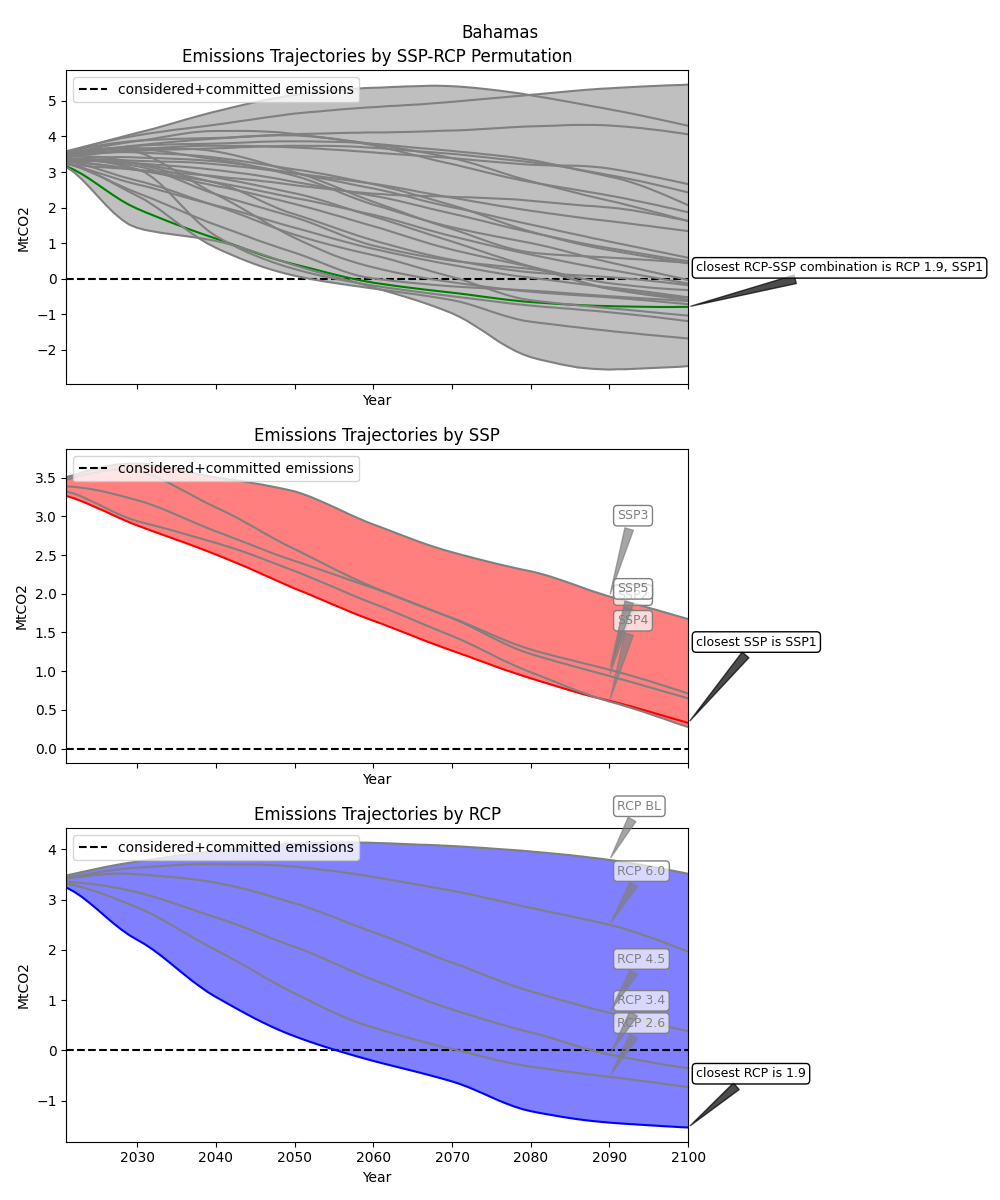 Bahamas
Emissions Trajectories by SSP-RCP Permutation
considered+committed emissions
5
4
3
2
1
0
−1
−2
MtCO2
closest RCP-SSP combination is RCP 1.9, SSP1
Year
Emissions Trajectories by SSP
considered+committed emissions
3.5
3.0
2.5
2.0
1.5
1.0
0.5
0.0
MtCO2
SSP3
SSP5
SSP4
closest SSP is SSP1
Year
Emissions Trajectories by RCP
considered+committed emissions
4
3
2
1
0
−1
MtCO2
RCP BL
RCP 6.0
RCP 4.5
RCP 3.4
RCP 2.6
closest RCP is 1.9
2030
2040
2050
2060
2070
2080
2090
2100
Year